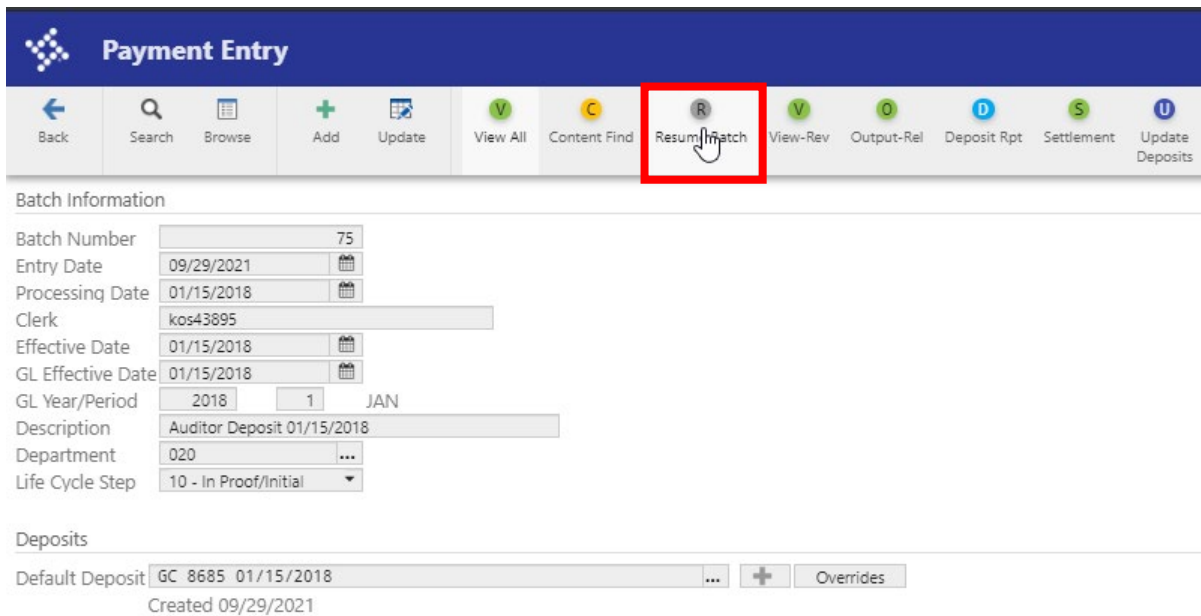 Payment Entry
V C R V O D S U
Back Search Browse Add Update View All Content Find Resume Batch View-Rev Output-Rel Deposit Rpt Settlement Update
Deposits
Batch Information
Batch Number 75
Entry Date 09/29/2021
Processing Date 01/15/2018
Clerk kos43895
Effective Date 01/15/2018
GL Effective Date 01/15/2018
GL Year/Period 2018 1 JAN
Description Auditor Deposit 01/15/2018
Department 020 ...
Life Cycle Step 10 - In Proof/Initial
Deposits
Default Deposit GC 8685 01/15/2018 ... + Overrides
Created 09/29/2021